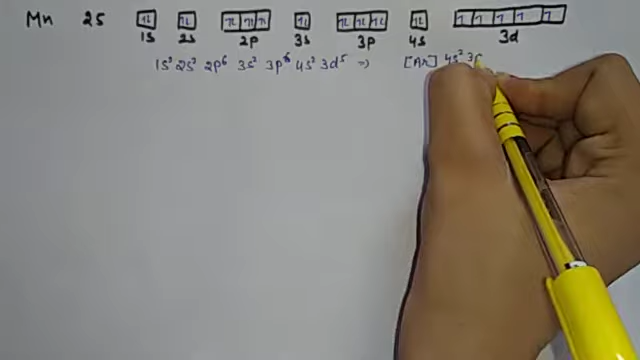 Mn 25
1s 2s 2p 3s 3p 4s 3d
1s² 2s² 2p⁶ 3s² 3p⁶ 4s² 3d⁵ ⇒ [Ar] 4s² 3